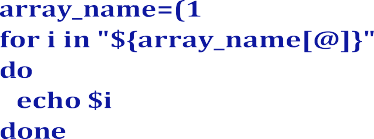 array_name=(1
for i in "${array_name[@]}"
do
  echo $i
done